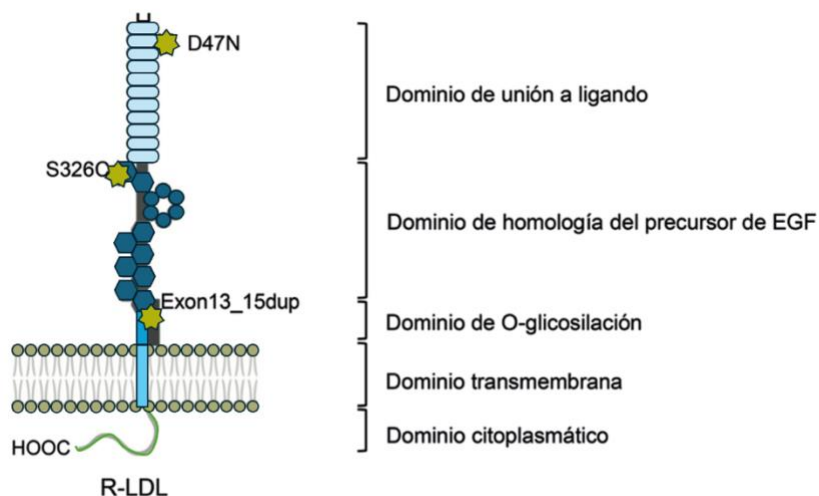 D47N
Dominio de unión a ligando
S326C
Dominio de homología del precursor de EGF
Exon13_15dup
Dominio de O-glicosilación
Dominio transmembrana
Dominio citoplasmático
HOOC
R-LDL